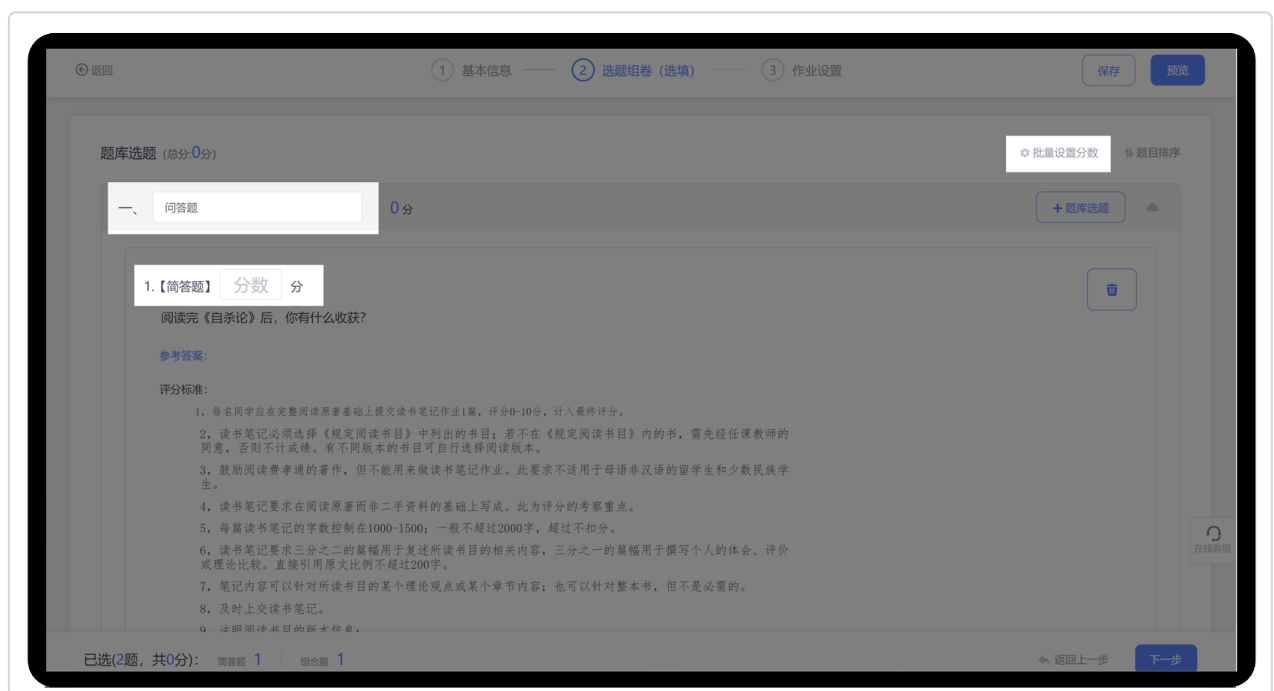 返回
1 基本信息 2 选题组卷（选填） 3 作业设置
保存 预览
题库选题 (总分:0分)
批量设置分数 题目排序
一、 问答题 0 分
+ 题库选题
1.【简答题】 分数 分
阅读完《自杀论》后，你有什么收获?
参考答案:
评分标准:
1, 每名同学应在完整阅读原著基础上提交读书笔记作业1篇, 评分0-10分, 计入最终评分。
2, 读书笔记必须选择《规定阅读书目》中列出的书目; 若不在《规定阅读书目》内的书, 需先经任课教师的
同意, 否则不计成绩。有不同版本的书目可自行选择阅读版本。
3, 鼓励阅读费孝通的著作, 但不能用来做读书笔记作业。此要求不适用于母语非汉语的留学生和少数民族学
生。
4, 读书笔记要求在阅读原著而非二手资料的基础上写成。此为评分的考察重点。
5, 每篇读书笔记的字数控制在1000-1500; 一般不超过2000字, 超过不扣分。
6, 读书笔记要求三分之二的篇幅用于复述所读书目的相关内容, 三分之一的篇幅用于撰写个人的体会、评价
或理论比较。直接引用原文比例不超过200字。
7, 笔记内容可以针对所读书目的某个理论观点或某个章节内容; 也可以针对整本书, 但不是必需的。
8, 及时上交读书笔记。
9, 注明阅读书目的版本信息,
在线客服
已选(2题，共0分): 简答题 1 组合题 1
返回上一步 下一步